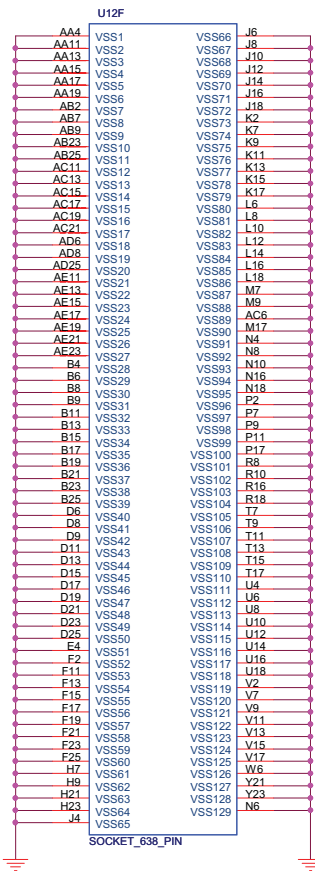 U12F
AA4 VSS1 VSS66 J6
AA11 VSS2 VSS67 J8
AA13 VSS3 VSS68 J10
AA15 VSS4 VSS69 J12
AA17 VSS5 VSS70 J14
AA19 VSS6 VSS71 J16
AB2 VSS7 VSS72 J18
AB7 VSS8 VSS73 K2
AB9 VSS9 VSS74 K7
AB23 VSS10 VSS75 K9
AB25 VSS11 VSS76 K11
AC11 VSS12 VSS77 K13
AC13 VSS13 VSS78 K15
AC15 VSS14 VSS79 K17
AC17 VSS15 VSS80 L6
AC19 VSS16 VSS81 L8
AC21 VSS17 VSS82 L10
AD6 VSS18 VSS83 L12
AD8 VSS19 VSS84 L14
AD25 VSS20 VSS85 L16
AE11 VSS21 VSS86 L18
AE13 VSS22 VSS87 M7
AE15 VSS23 VSS88 M9
AE17 VSS24 VSS89 AC6
AE19 VSS25 VSS90 M17
AE21 VSS26 VSS91 N4
AE23 VSS27 VSS92 N8
B4 VSS28 VSS93 N10
B6 VSS29 VSS94 N16
B8 VSS30 VSS95 N18
B9 VSS31 VSS96 P2
B11 VSS32 VSS97 P7
B13 VSS33 VSS98 P9
B15 VSS34 VSS99 P11
B17 VSS35 VSS100 P17
B19 VSS36 VSS101 R8
B21 VSS37 VSS102 R10
B23 VSS38 VSS103 R16
B25 VSS39 VSS104 R18
D6 VSS40 VSS105 T7
D8 VSS41 VSS106 T9
D9 VSS42 VSS107 T11
D11 VSS43 VSS108 T13
D13 VSS44 VSS109 T15
D15 VSS45 VSS110 T17
D17 VSS46 VSS111 U4
D19 VSS47 VSS112 U6
D21 VSS48 VSS113 U8
D23 VSS49 VSS114 U10
D25 VSS50 VSS115 U12
E4 VSS51 VSS116 U14
F2 VSS52 VSS117 U16
F11 VSS53 VSS118 U18
F13 VSS54 VSS119 V2
F15 VSS55 VSS120 V7
F17 VSS56 VSS121 V9
F19 VSS57 VSS122 V11
F21 VSS58 VSS123 V13
F23 VSS59 VSS124 V15
F25 VSS60 VSS125 V17
H7 VSS61 VSS126 W6
H9 VSS62 VSS127 Y21
H21 VSS63 VSS128 Y23
H23 VSS64 VSS129 N6
J4 VSS65
SOCKET_638_PIN